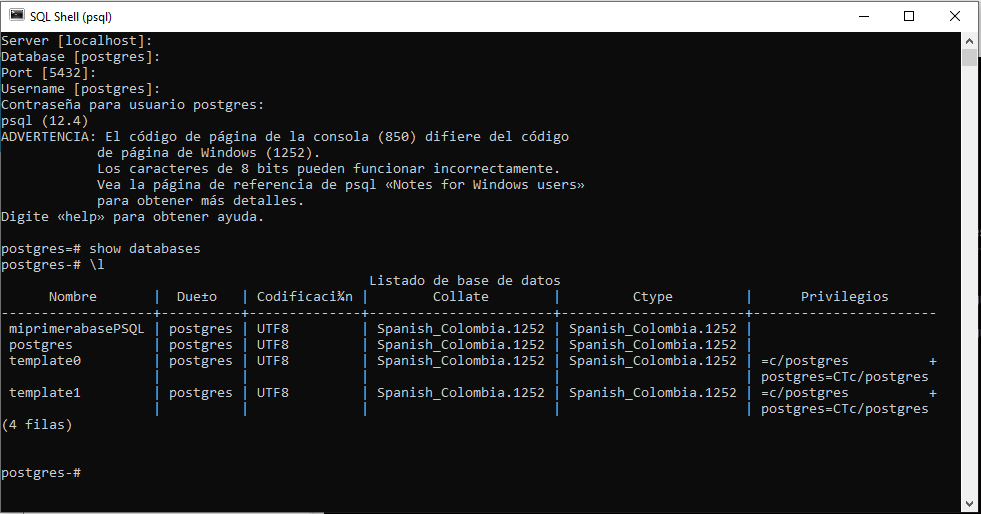 SQL Shell (psql)
Server [localhost]:
Database [postgres]:
Port [5432]:
Username [postgres]:
Contraseña para usuario postgres:
psql (12.4)
ADVERTENCIA: El código de página de la consola (850) difiere del código
            de página de Windows (1252).
            Los caracteres de 8 bits pueden funcionar incorrectamente.
            Vea la página de referencia de psql «Notes for Windows users»
            para obtener más detalles.
Digite «help» para obtener ayuda.
postgres=# show databases
postgres-# \l
                                              Listado de base de datos
      Nombre       |  Due±o   | Codificaci¾n |        Collate        |         Ctype         |      Privilegios
-------------------+----------+--------------+-----------------------+-----------------------+-----------------------
 miprimerabasePSQL | postgres | UTF8         | Spanish_Colombia.1252 | Spanish_Colombia.1252 |
 postgres          | postgres | UTF8         | Spanish_Colombia.1252 | Spanish_Colombia.1252 |
 template0         | postgres | UTF8         | Spanish_Colombia.1252 | Spanish_Colombia.1252 | =c/postgres          +
                   |          |              |                       |                       | postgres=CTc/postgres
 template1         | postgres | UTF8         | Spanish_Colombia.1252 | Spanish_Colombia.1252 | =c/postgres          +
                   |          |              |                       |                       | postgres=CTc/postgres
(4 filas)
postgres-#